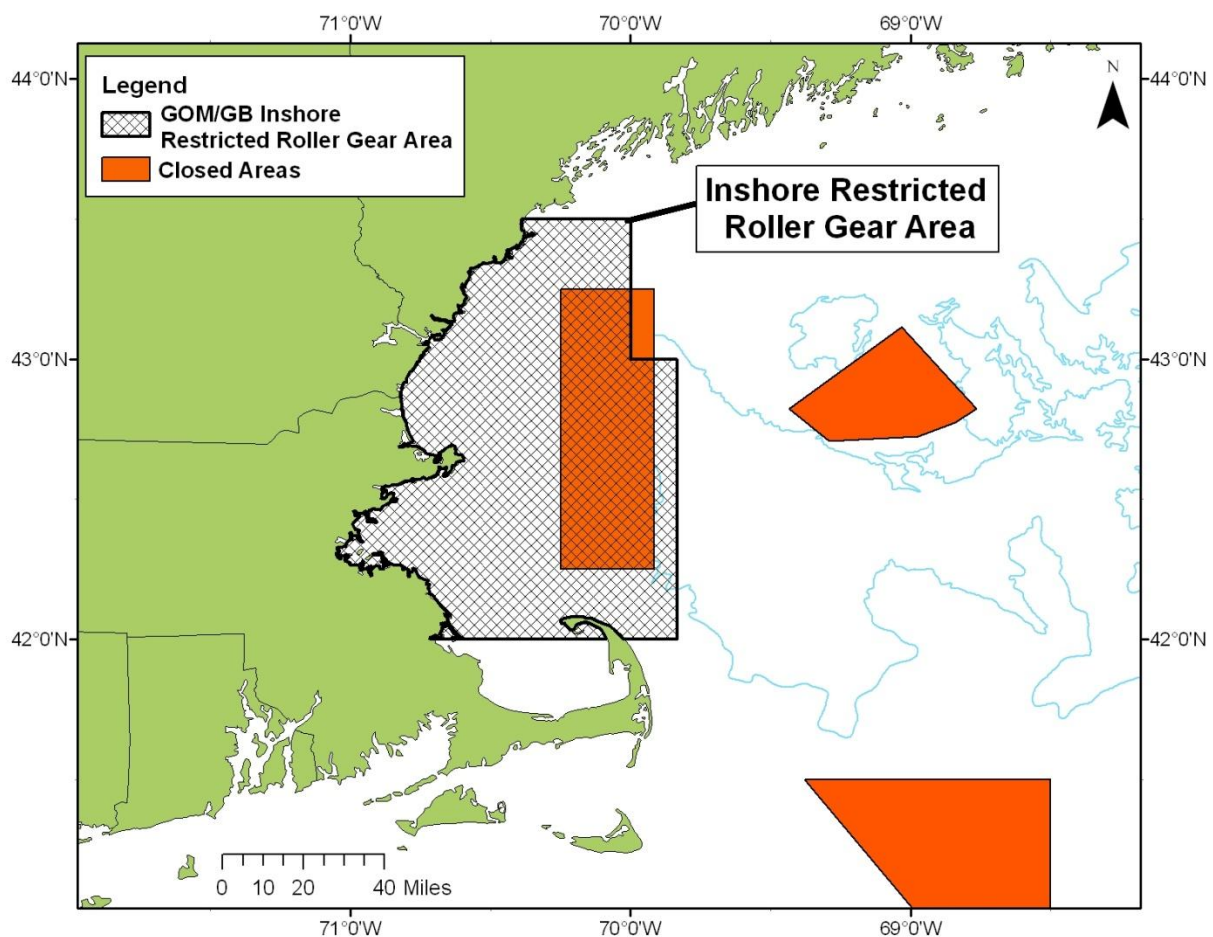 71°0'W 70°0'W 69°0'W
44°0'N 44°0'N
Legend
GOM/GB Inshore
Restricted Roller Gear Area
Closed Areas
N
Inshore Restricted
Roller Gear Area
43°0'N 43°0'N
42°0'N 42°0'N
0 10 20 40 Miles
71°0'W 70°0'W 69°0'W